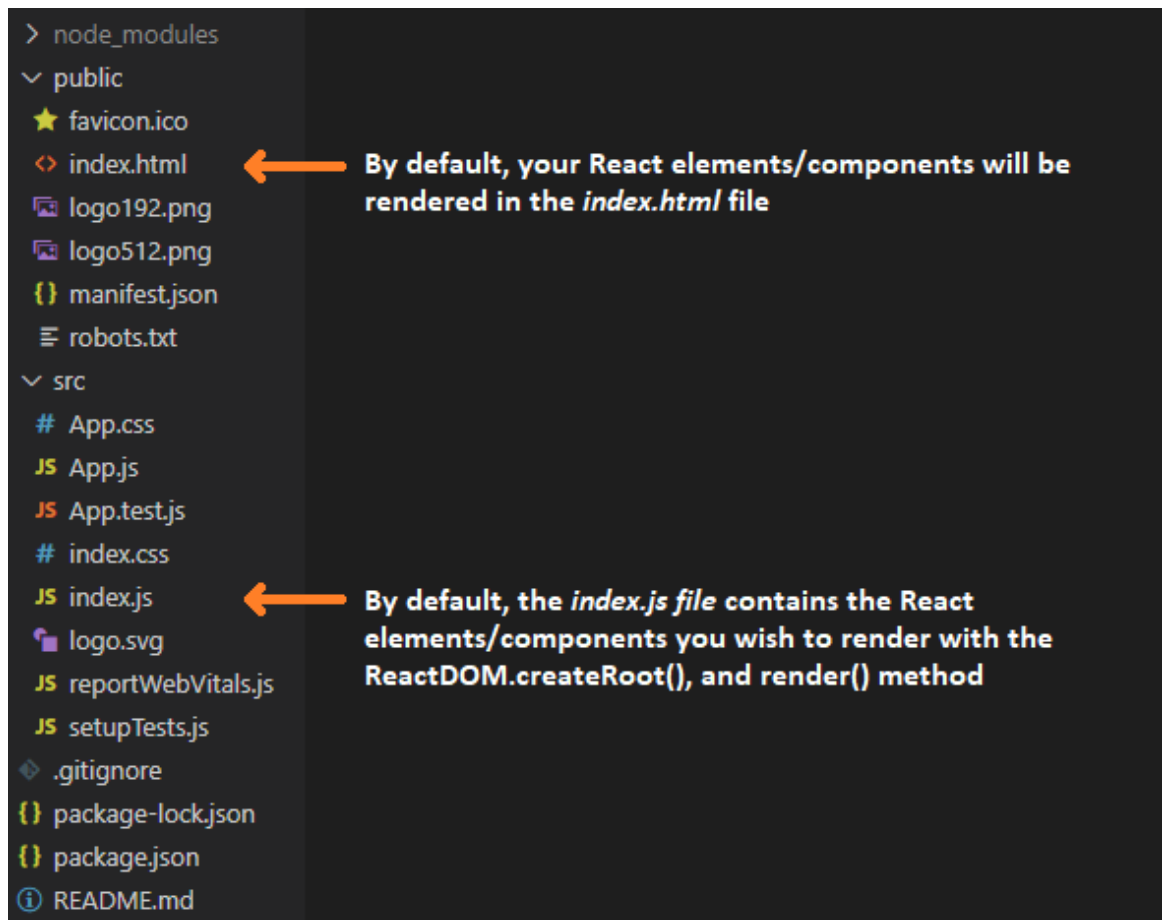 node_modules
public
favicon.ico
index.html
By default, your React elements/components will be
rendered in the index.html file
logo192.png
logo512.png
manifest.json
robots.txt
src
App.css
App.js
App.test.js
index.css
index.js
By default, the index.js file contains the React
elements/components you wish to render with the
ReactDOM.createRoot(), and render() method
logo.svg
reportWebVitals.js
setupTests.js
.gitignore
package-lock.json
package.json
README.md